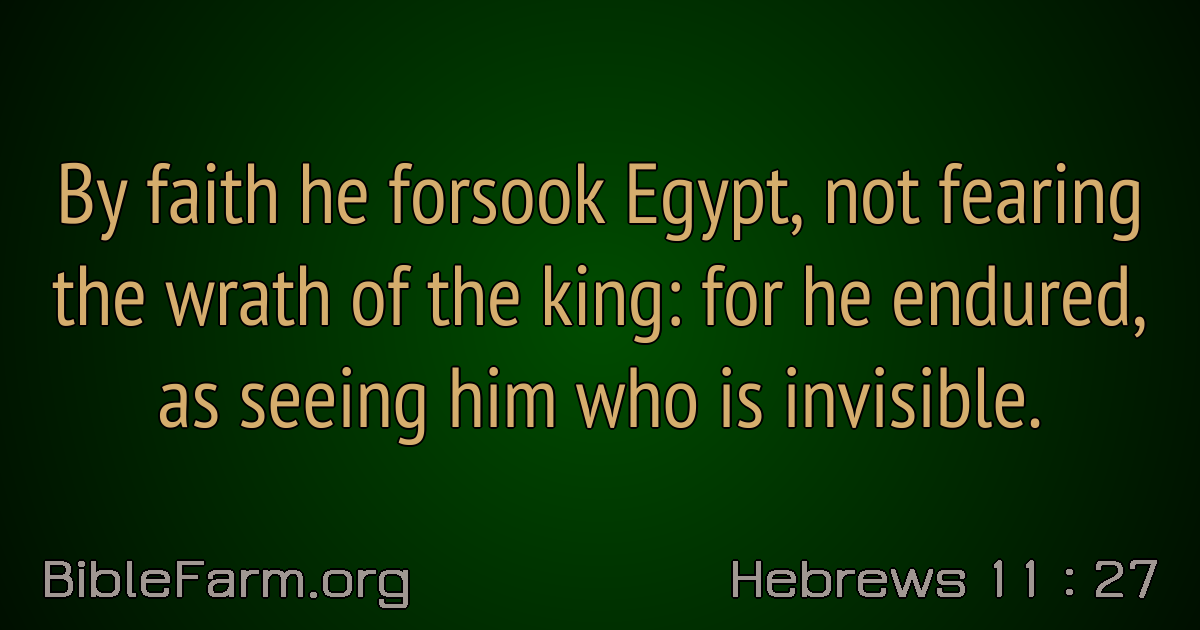 By faith he forsook Egypt, not fearing
the wrath of the king: for he endured,
as seeing him who is invisible.
BibleFarm.org
Hebrews 11 : 27